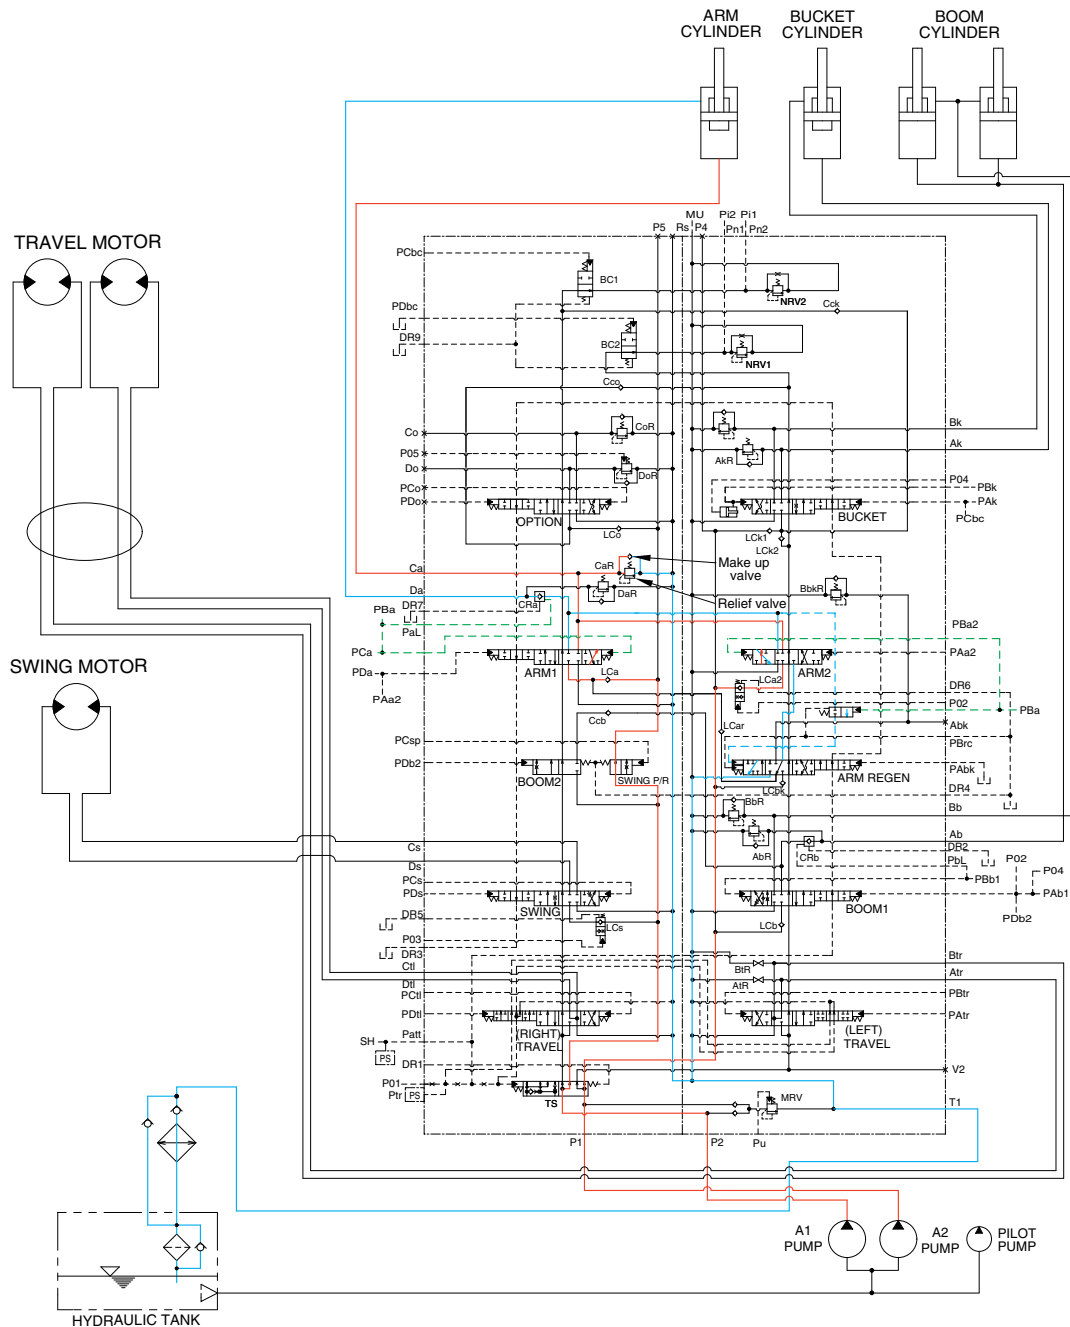 ARM
CYLINDER
BUCKET
CYLINDER
BOOM
CYLINDER
TRAVEL MOTOR
SWING MOTOR
MU
Pi2 Pi1
P5 Rs P4 Pn1 Pn2
PCbc
BC1
NRV2
Cck
PDbc
DR9
BC2
NRV1
Cco
Co
CoR
Bk
Ak
AkR
P05
Do
DoR
P04
PCo
PBk
PDo
PAk
OPTION
BUCKET
PCbc
LCo
LCk1
LCk2
Make up
valve
CaR
Ca
Relief valve
DaR
BbkR
Da
CRa
PBa
DR7
PaL
PBa2
PCa
PAa2
PDa
ARM1
LCa
LCa2
ARM2
PAa2
DR6
P02
PBa
Ccb
LCar
Abk
PCsp
PBrc
PDb2
BOOM2
SWING P/R
ARM REGEN
PAbk
LCbk
DR4
BbR
Bb
AbR
CRb
Ab
Cs
DR2
Ds
PbL
P02
P04
PCs
PBb1
PDs
PAb1
SWING
BOOM1
PDb2
DR5
LCs
LCb
P03
DR3
Ctl
BtR
Btr
Dtl
AtR
Atr
PCtl
PBtr
PDtl
PAtr
(RIGHT)
TRAVEL
(LEFT)
TRAVEL
Patt
SH
PS
DR1
P01
V2
Ptr
PS
TS
MRV
T1
P1
P2
Pu
A1
PUMP
A2
PUMP
PILOT
PUMP
HYDRAULIC TANK